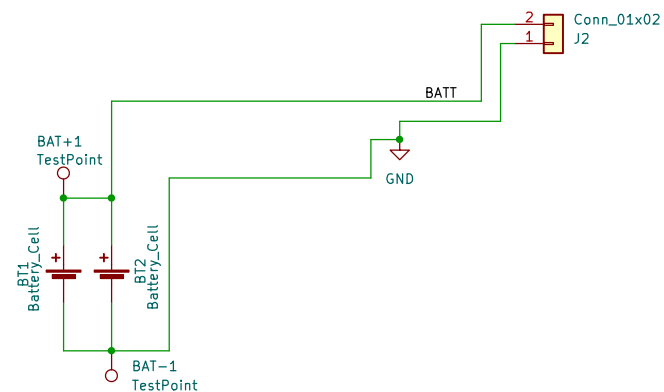 2
Conn_01x02
1
J2
BATT
BAT+1
TestPoint
GND
+
BT1
Battery_Cell
+
BT2
Battery_Cell
BAT-1
TestPoint